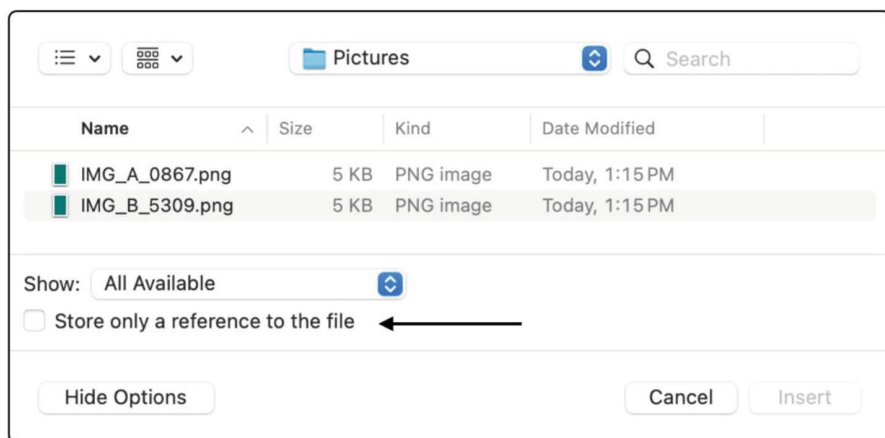 Pictures Search
Name Size Kind Date Modified
IMG_A_0867.png 5 KB PNG image Today, 1:15 PM
IMG_B_5309.png 5 KB PNG image Today, 1:15 PM
Show: All Available
Store only a reference to the file
Hide Options Cancel Insert